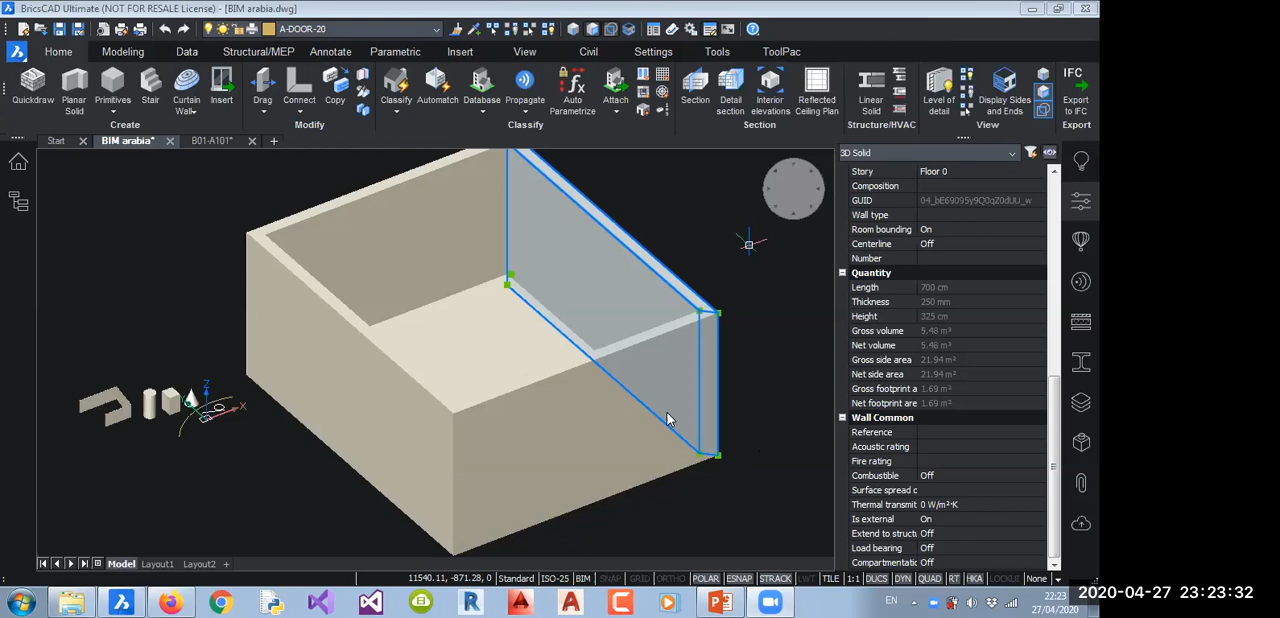 BricsCAD Ultimate (NOT FOR RESALE License) - [BIM arabia.dwg]
A-DOOR-20
Home Modeling Data Structural/MEP Annotate Parametric Insert View Civil Settings Tools ToolPac
Quickdraw Planar Solid Primitives Stair Curtain Wall Insert Drag Connect Copy Classify Automatch Database Propagate Auto Parametrize Attach Section Detail section Interior elevations Reflected Ceiling Plan Linear Solid Level of detail Display Sides and Ends IFC Export to IFC
Create Modify Classify Section Structure/HVAC View Export
Start BIM arabia* B01-A101*
3D Solid
Story Floor 0
Composition
GUID 04_bE69095y9Q0qZ0dUU_w
Wall type
Room bounding On
Centerline Off
Number
Quantity
Length 700 cm
Thickness 250 mm
Height 325 cm
Gross volume 5.48 m³
Net volume 5.48 m³
Gross side area 21.94 m²
Net side area 21.94 m²
Gross footprint a 1.69 m²
Net footprint are 1.69 m²
Wall Common
Reference
Acoustic rating
Fire rating
Combustible Off
Surface spread c
Thermal transmit 0 W/m²·K
Is external On
Extend to structu Off
Load bearing Off
Compartmentati Off
Z
X
Model Layout1 Layout2
11540.11, -871.28, 0 Standard ISO-25 BIM SNAP GRID ORTHO POLAR ESNAP STRACK LWT TILE 1:1 DUCS DYN QUAD RT HKA LOCKUI None
EN
22:23
27/04/2020
2020-04-27 23:23:32